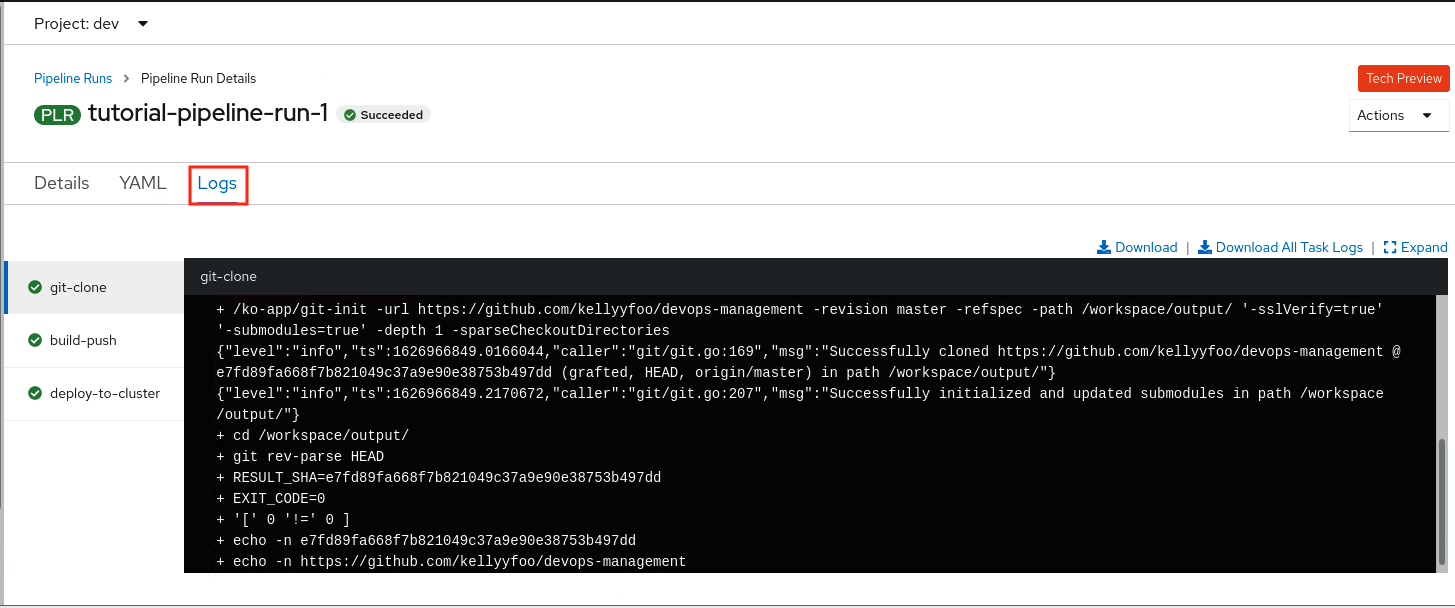 Project: dev
Pipeline Runs > Pipeline Run Details
Tech Preview
PLR tutorial-pipeline-run-1 Succeeded
Actions
Details YAML Logs
Download | Download All Task Logs | Expand
git-clone
build-push
deploy-to-cluster
git-clone
+ /ko-app/git-init -url https://github.com/kellyyfoo/devops-management -revision master -refspec -path /workspace/output/ '-sslVerify=true'
'-submodules=true' -depth 1 -sparseCheckoutDirectories
{"level":"info","ts":1626966849.0166044,"caller":"git/git.go:169","msg":"Successfully cloned https://github.com/kellyyfoo/devops-management @
e7fd89fa668f7b821049c37a9e90e38753b497dd (grafted, HEAD, origin/master) in path /workspace/output/"}
{"level":"info","ts":1626966849.2170672,"caller":"git/git.go:207","msg":"Successfully initialized and updated submodules in path /workspace
/output/"}
+ cd /workspace/output/
+ git rev-parse HEAD
+ RESULT_SHA=e7fd89fa668f7b821049c37a9e90e38753b497dd
+ EXIT_CODE=0
+ '[' 0 '!=' 0 ]
+ echo -n e7fd89fa668f7b821049c37a9e90e38753b497dd
+ echo -n https://github.com/kellyyfoo/devops-management